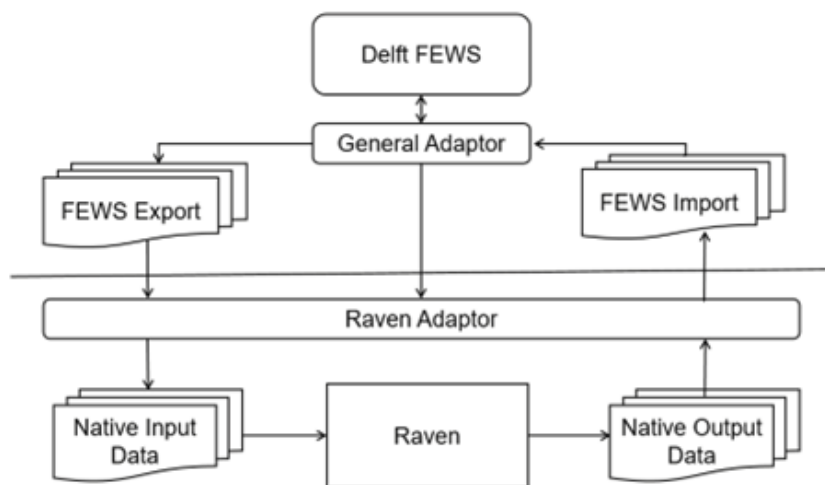 Delft FEWS
General Adaptor
FEWS Export
FEWS Import
Raven Adaptor
Native Input
Data
Raven
Native Output
Data